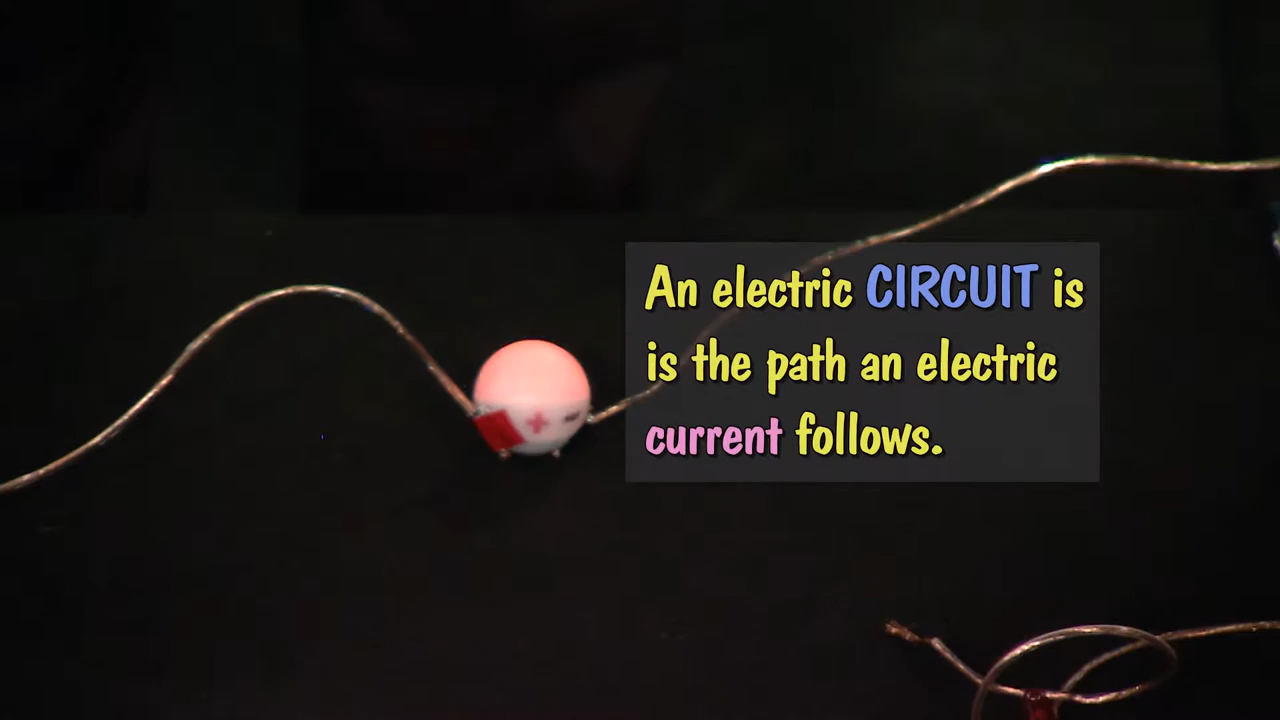 An electric CIRCUIT is
is the path an electric
current follows.
+ -